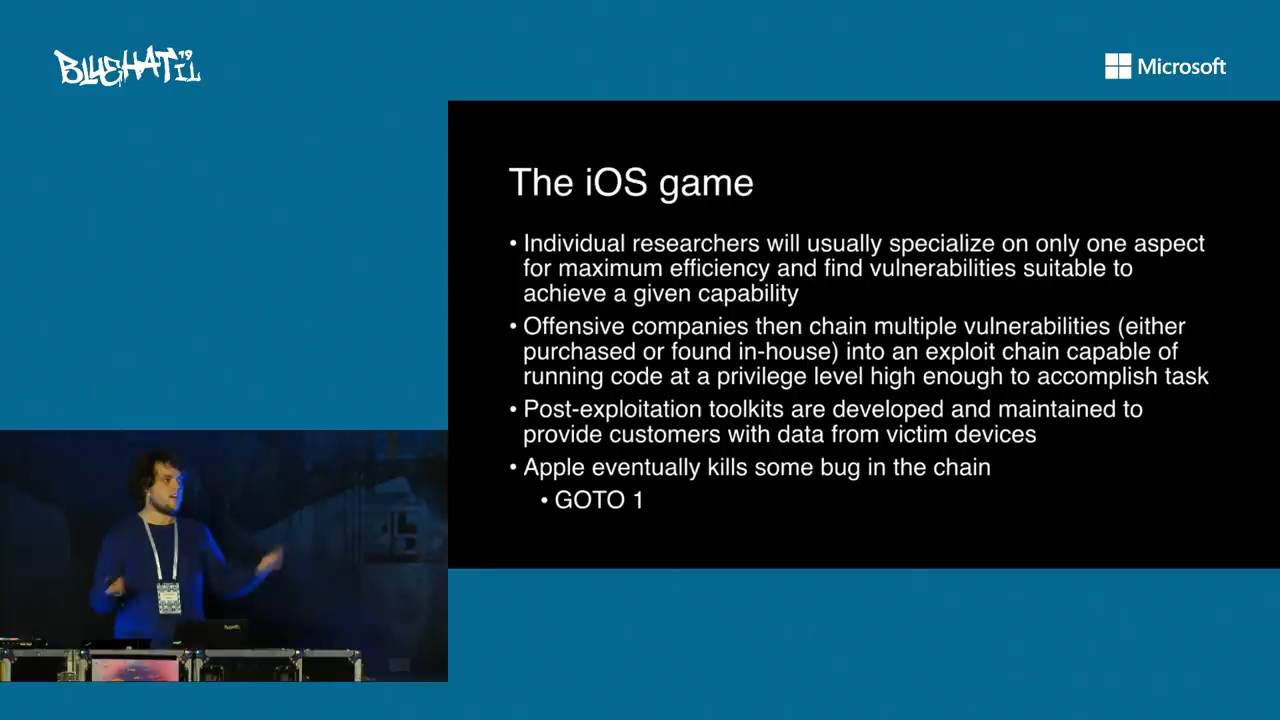 BLUEHAT
19
IL
Microsoft
The iOS game
• Individual researchers will usually specialize on only one aspect
for maximum efficiency and find vulnerabilities suitable to
achieve a given capability
• Offensive companies then chain multiple vulnerabilities (either
purchased or found in-house) into an exploit chain capable of
running code at a privilege level high enough to accomplish task
• Post-exploitation toolkits are developed and maintained to
provide customers with data from victim devices
• Apple eventually kills some bug in the chain
• GOTO 1